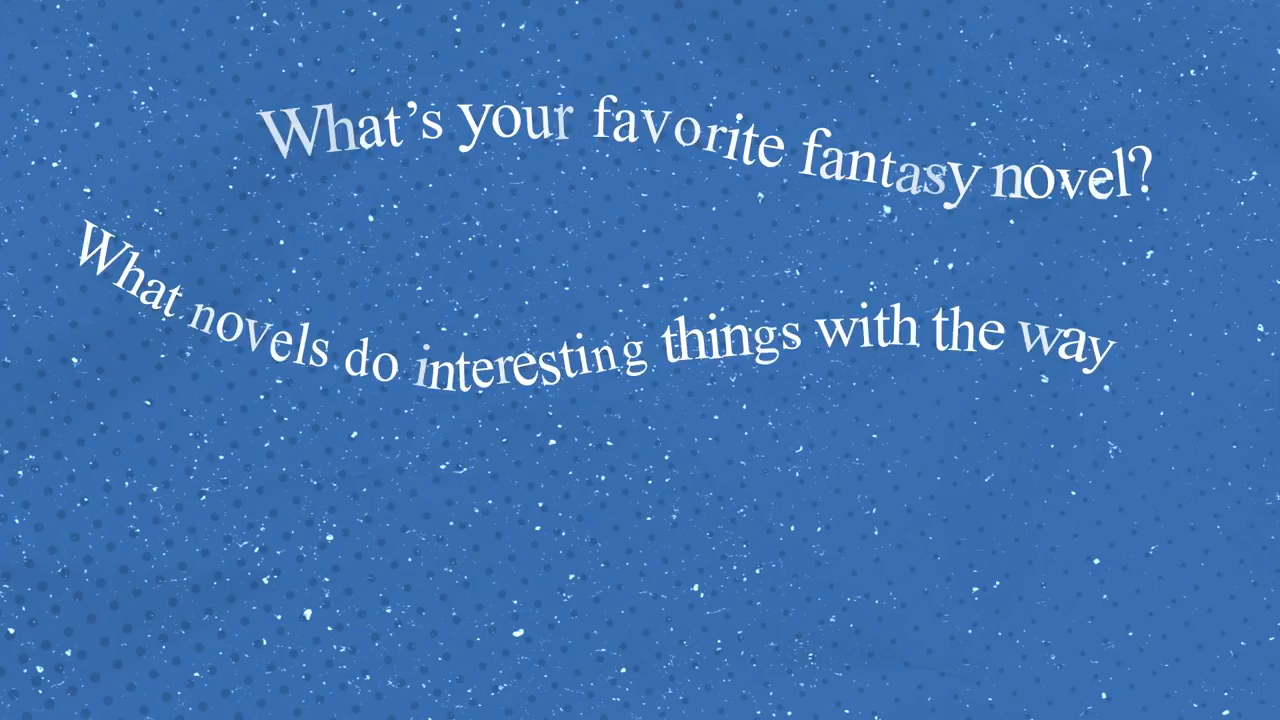 What’s your favorite fantasy novel?
What novels do interesting things with the way